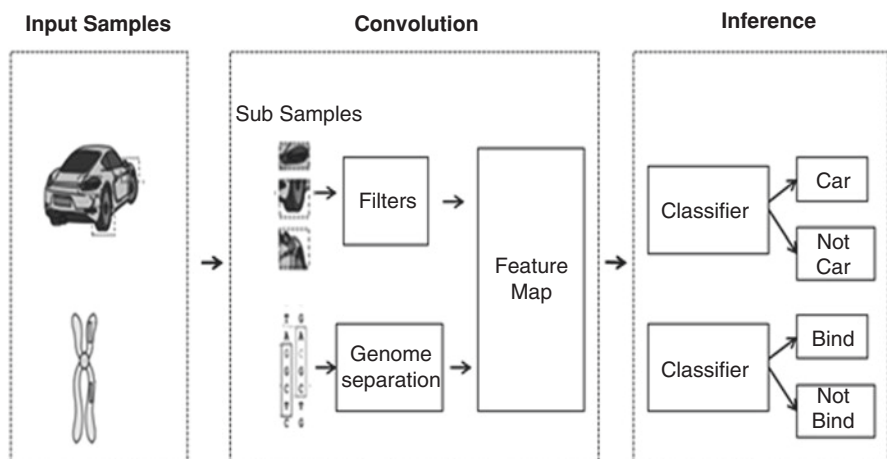 Input Samples
Convolution
Inference
Sub Samples
Filters
Feature
Map
Genome
separation
T G
A A
G C
G G
C C
T T
C G
Classifier
Car
Not
Car
Classifier
Bind
Not
Bind